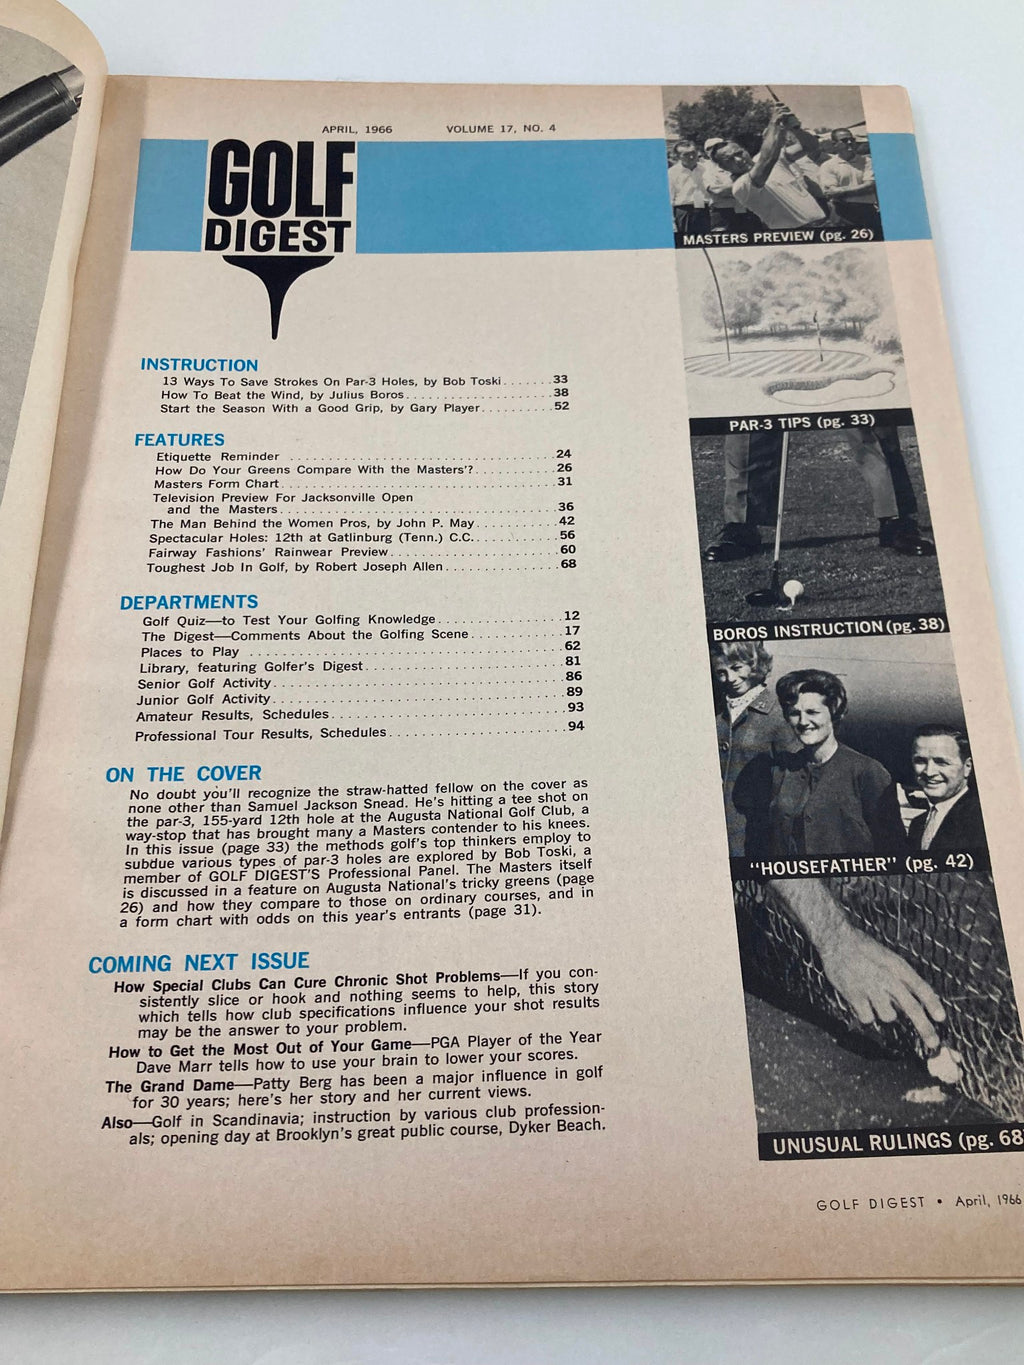 APRIL, 1966 VOLUME 17, NO. 4
GOLF
DIGEST
INSTRUCTION
13 Ways To Save Strokes On Par-3 Holes, by Bob Toski.......33
How To Beat the Wind, by Julius Boros....................38
Start the Season With a Good Grip, by Gary Player..........52
FEATURES
Etiquette Reminder ....................................24
How Do Your Greens Compare With the Masters'?...........26
Masters Form Chart.....................................31
Television Preview For Jacksonville Open
and the Masters.....................................36
The Man Behind the Women Pros, by John P. May...........42
Spectacular Holes: 12th at Gatlinburg (Tenn.) C.C...........56
Fairway Fashions' Rainwear Preview......................60
Toughest Job In Golf, by Robert Joseph Allen...............68
DEPARTMENTS
Golf Quiz—to Test Your Golfing Knowledge.................12
The Digest—Comments About the Golfing Scene.............17
Places to Play .........................................62
Library, featuring Golfer's Digest..........................81
Senior Golf Activity.....................................86
Junior Golf Activity.....................................89
Amateur Results, Schedules..............................93
Professional Tour Results, Schedules.......................94
ON THE COVER
No doubt you'll recognize the straw-hatted fellow on the cover as
none other than Samuel Jackson Snead. He's hitting a tee shot on
the par-3, 155-yard 12th hole at the Augusta National Golf Club, a
way-stop that has brought many a Masters contender to his knees.
In this issue (page 33) the methods golf's top thinkers employ to
subdue various types of par-3 holes are explored by Bob Toski, a
member of GOLF DIGEST'S Professional Panel. The Masters itself
is discussed in a feature on Augusta National's tricky greens (page
26) and how they compare to those on ordinary courses, and in
a form chart with odds on this year's entrants (page 31).
COMING NEXT ISSUE
How Special Clubs Can Cure Chronic Shot Problems—If you con-
sistently slice or hook and nothing seems to help, this story
which tells how club specifications influence your shot results
may be the answer to your problem.
How to Get the Most Out of Your Game—PGA Player of the Year
Dave Marr tells how to use your brain to lower your scores.
The Grand Dame—Patty Berg has been a major influence in golf
for 30 years; here's her story and her current views.
Also—Golf in Scandinavia; instruction by various club profession-
als; opening day at Brooklyn's great public course, Dyker Beach.
MASTERS PREVIEW (pg. 26)
PAR-3 TIPS (pg. 33)
BOROS INSTRUCTION (pg. 38)
"HOUSEFATHER" (pg. 42)
UNUSUAL RULINGS (pg. 68
GOLF DIGEST • April, 1966